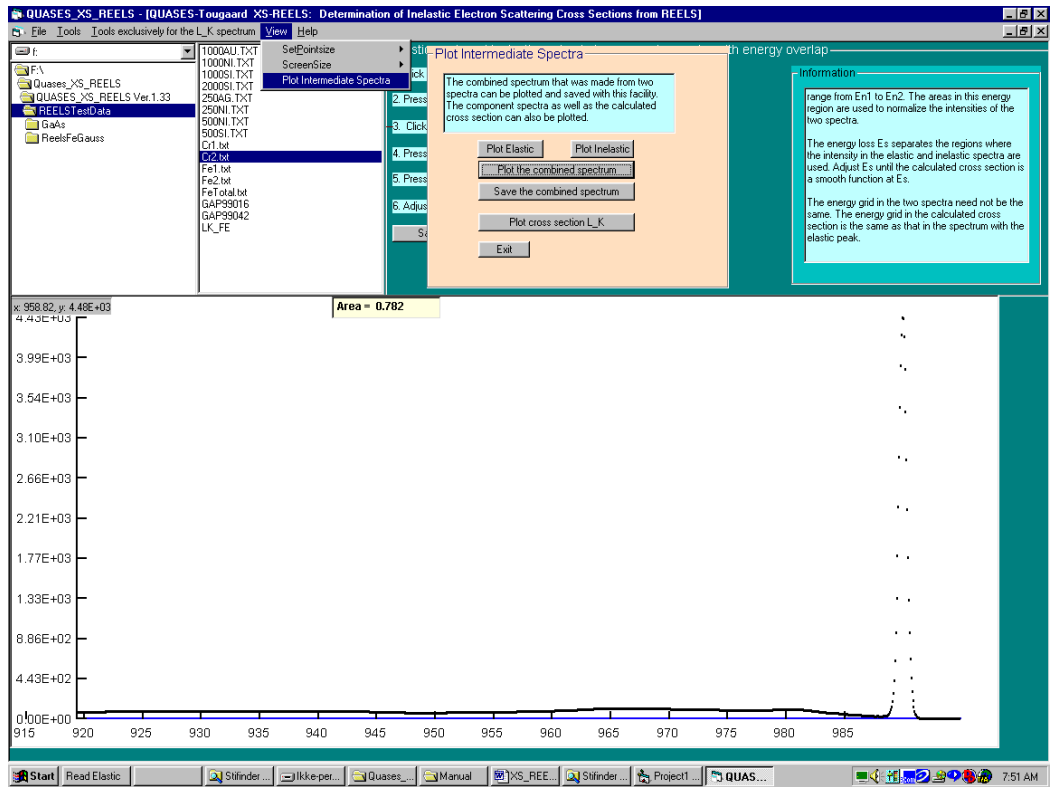 QUASES_XS_REELS - [QUASES-Tougaard XS-REELS: Determination of Inelastic Electron Scattering Cross Sections from REELS]
File Tools Tools exclusively for the L_K spectrum View Help
SetPointsize
ScreenSize
Plot Intermediate Spectra
f:
F:\
Quases_XS_REELS
QUASES_XS_REELS Ver.1.33
REELSTestData
GaAs
ReelsFeGauss
1000AU.TXT
1000NI.TXT
1000SI.TXT
2000SI.TXT
250AG.TXT
250NI.TXT
500NI.TXT
500SI.TXT
Cr1.txt
Cr2.txt
Fe1.txt
Fe2.txt
FeTotal.txt
GAP99016
GAP99042
LK_FE
2. Press
3. Click
4. Press
5. Press
6. Adjus
Plot Intermediate Spectra
The combined spectrum that was made from two
spectra can be plotted and saved with this facility.
The component spectra as well as the calculated
cross section can also be plotted.
Plot Elastic Plot Inelastic
Plot the combined spectrum
Save the combined spectrum
Plot cross section L_K
Exit
th energy overlap
Information
range from En1 to En2. The areas in this energy
region are used to normalize the intensities of the
two spectra.
The energy loss Es separates the regions where
the intensity in the elastic and inelastic spectra are
used. Adjust Es until the calculated cross section is
a smooth function at Es.
The energy grid in the two spectra need not be the
same. The energy grid in the calculated cross
section is the same as that in the spectrum with the
elastic peak.
x: 958.82, y: 4.48E+03
Area = 0.782
4.43E+03
3.99E+03
3.54E+03
3.10E+03
2.66E+03
2.21E+03
1.77E+03
1.33E+03
8.86E+02
4.43E+02
0.00E+00
915 920 925 930 935 940 945 950 955 960 965 970 975 980 985
Start Read Elastic Stifinder ... Ikke-per... Quases_... Manual XS_REE... Stifinder ... Project1 ... QUAS... 7:51 AM